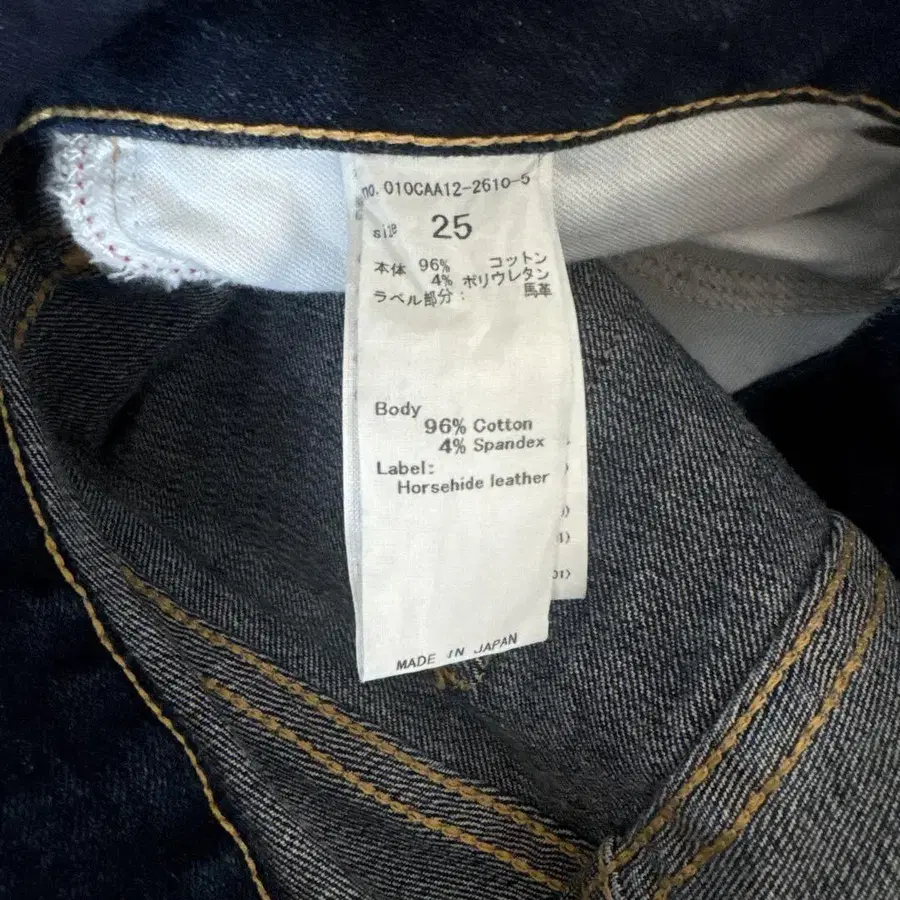 no. 010CAA12-2610-5
size 25
本体 96% コットン
4% ポリウレタン
ラベル部分: 馬革
Body
96% Cotton
4% Spandex
Label:
Horsehide leather
MADE IN JAPAN